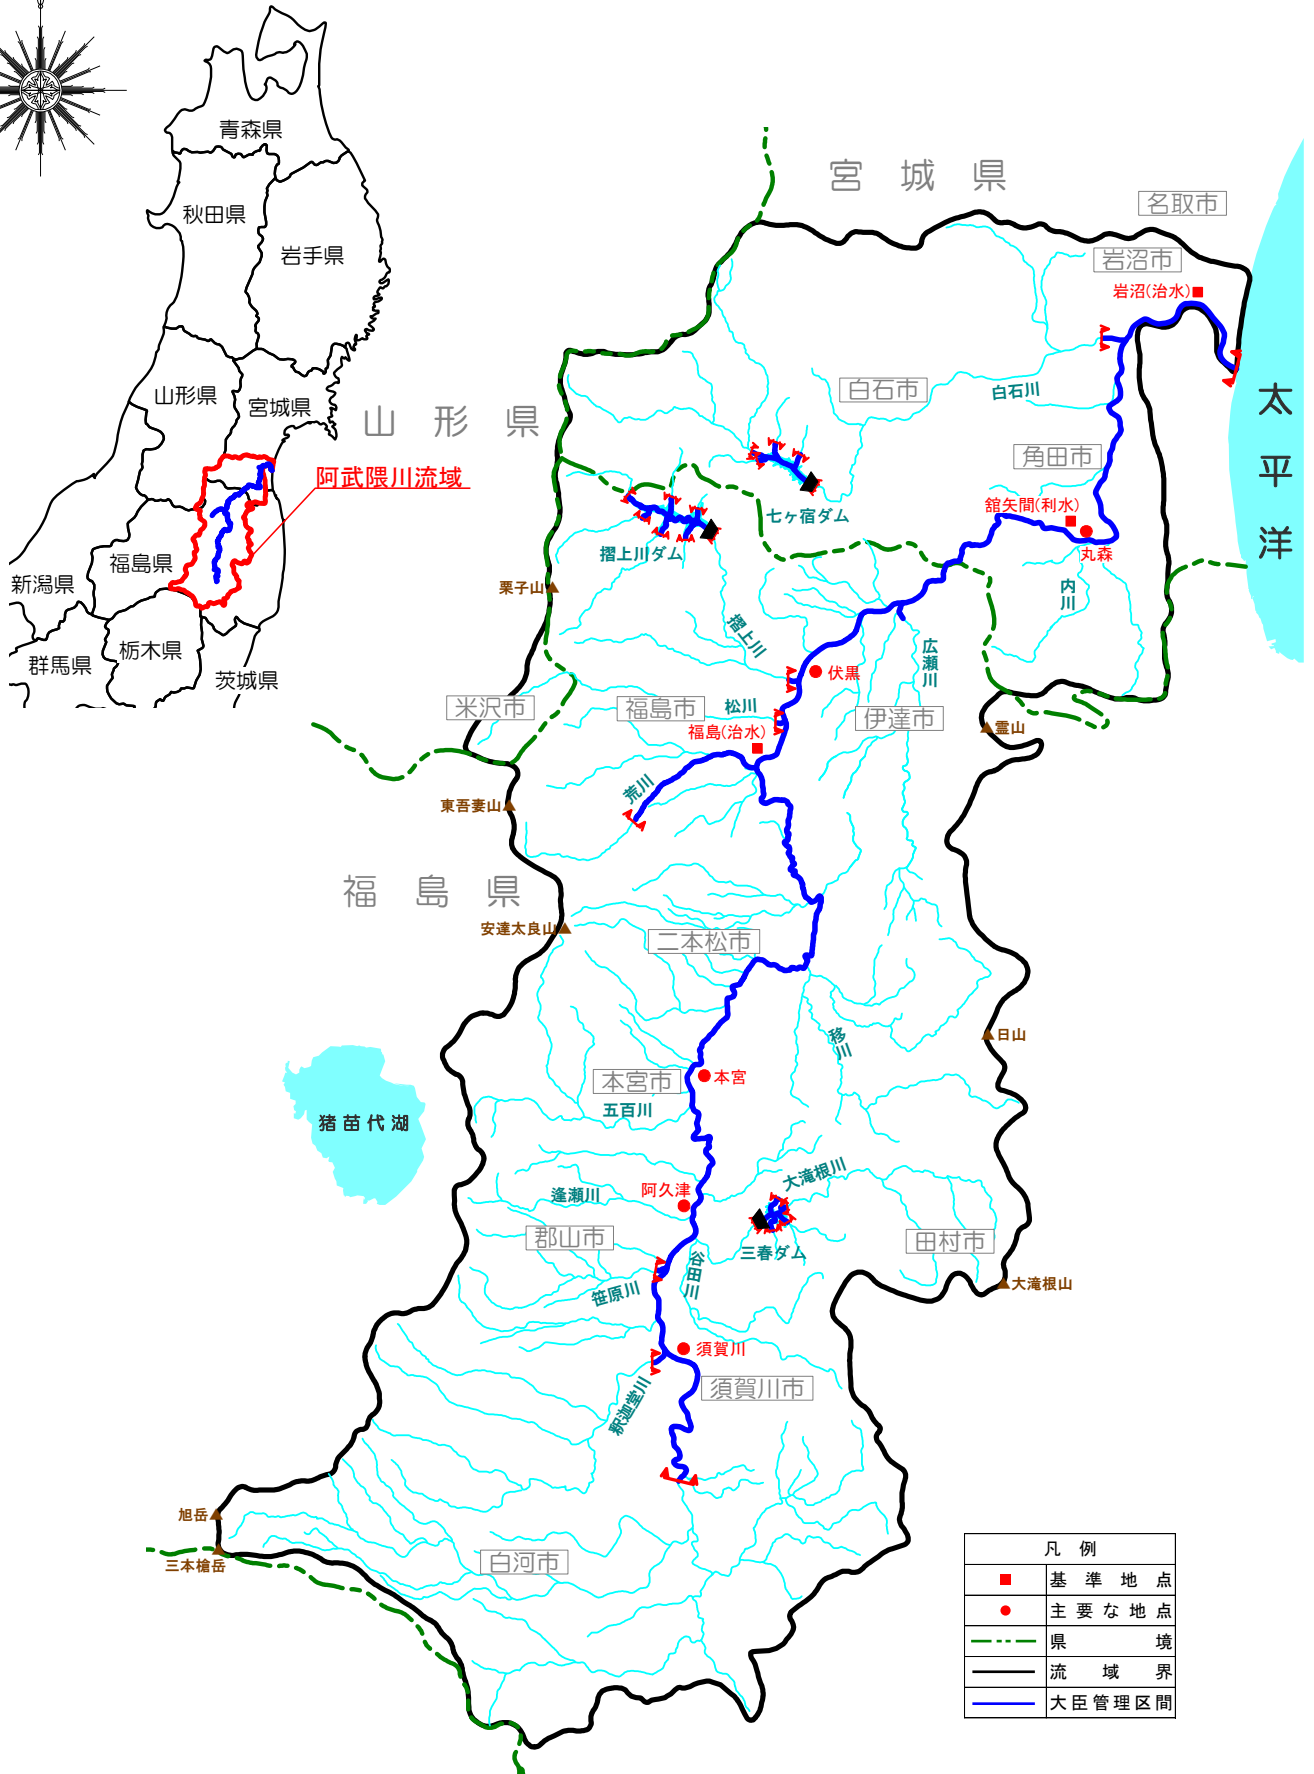 青森県
秋田県
岩手県
山形県
宮城県
阿武隈川流域
福島県
新潟県
群馬県
栃木県
茨城県
宮城県
名取市
岩沼市
岩沼(治水)
太平洋
山形県
白石市
白石川
角田市
舘矢間(利水)
丸森
七ヶ宿ダム
摺上川ダム
栗子山
内川
摺上川
広瀬川
伏黒
米沢市
福島市
松川
伊達市
福島(治水)
霊山
荒川
東吾妻山
福島県
安達太良山
二本松市
日山
移川
本宮市
本宮
五百川
猪苗代湖
大滝根川
阿久津
逢瀬川
郡山市
三春ダム
田村市
谷田川
笹原川
大滝根山
須賀川
須賀川市
釈迦堂川
旭岳
三本槍岳
白河市
凡例
基準地点
主要な地点
県境
流域界
大臣管理区間